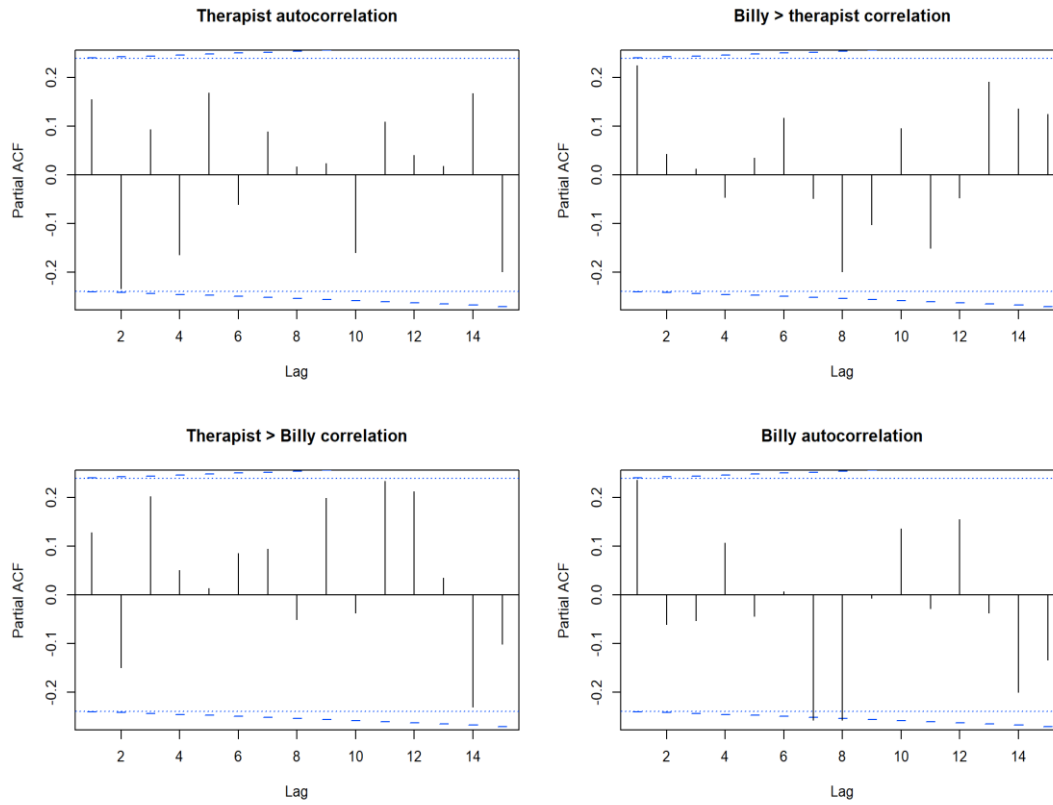 Therapist autocorrelation
Partial ACF
0.2
0.1
0.0
-0.1
-0.2
2 4 6 8 10 12 14
Lag
Billy > therapist correlation
Partial ACF
0.2
0.1
0.0
-0.1
-0.2
2 4 6 8 10 12 14
Lag
Therapist > Billy correlation
Partial ACF
0.2
0.1
0.0
-0.1
-0.2
2 4 6 8 10 12 14
Lag
Billy autocorrelation
Partial ACF
0.2
0.1
0.0
-0.1
-0.2
2 4 6 8 10 12 14
Lag